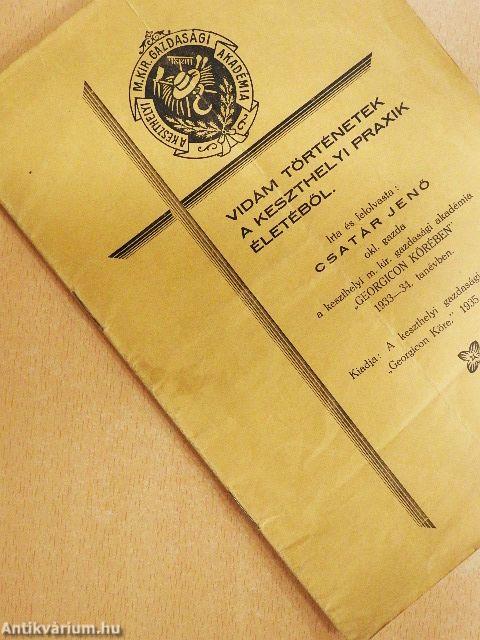 A KESZTHELYI M. KIR. GAZDASÁGI AKADÉMIA
VIDÁM TÖRTÉNETEK
A KESZTHELYI PRAXIK
ÉLETÉBŐL.
Irta és felolvasta:
CSATÁR JENŐ
okl. gazda
a keszthelyi m. kir. gazdasági akadémia
„GEORGICON KÖRÉBEN"
1933—34. tanévben.
Kiadja: A keszthelyi gazdasági
„Georgicon Köre." 1935
Antikvárium.hu